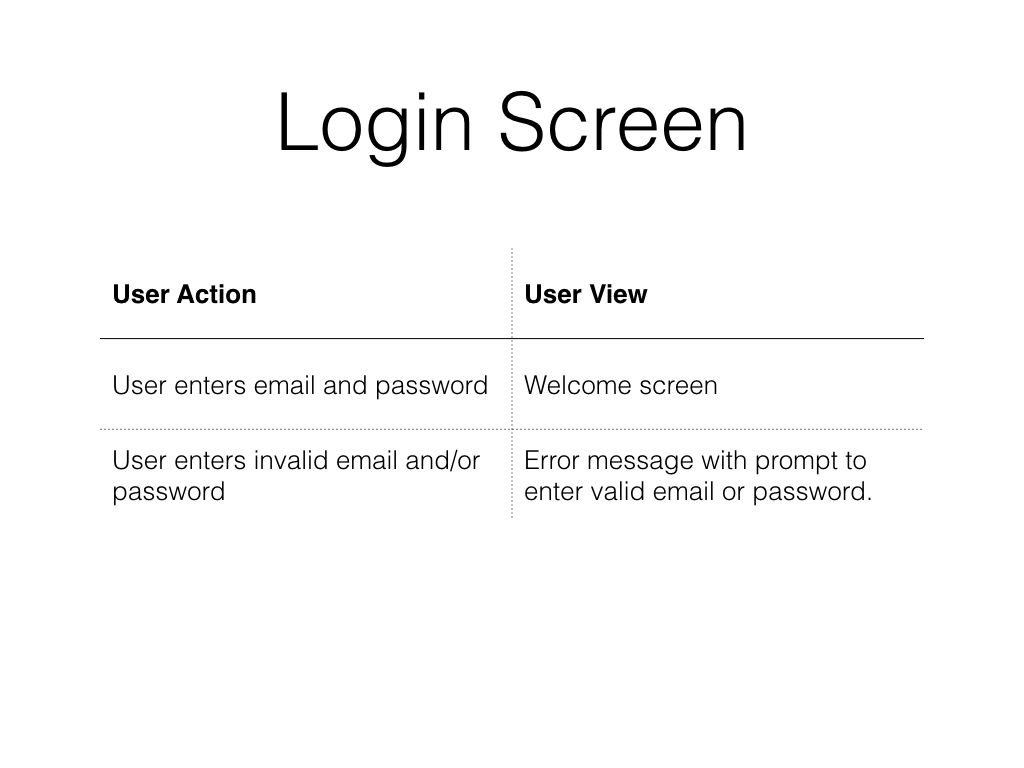 Login Screen
User Action
User View
User enters email and password
Welcome screen
User enters invalid email and/or
password
Error message with prompt to
enter valid email or password.